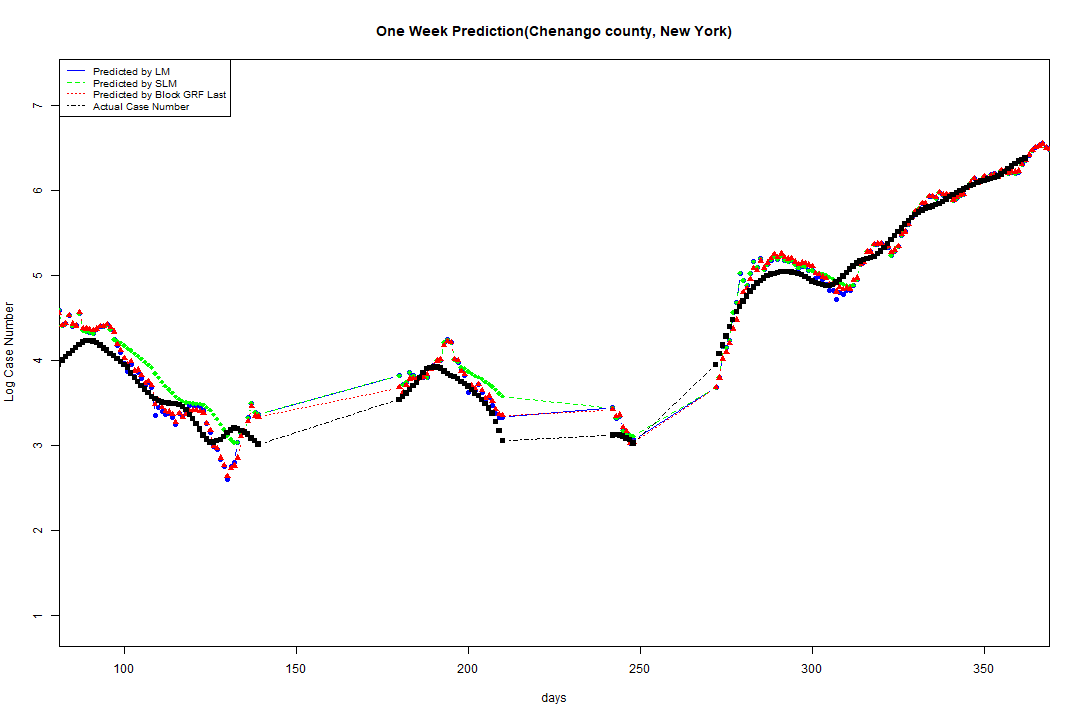 One Week Prediction(Chenango county, New York)
Predicted by LM
Predicted by SLM
Predicted by Block GRF Last
Actual Case Number
7
6
5
4
3
2
1
Log Case Number
100 150 200 250 300 350
days